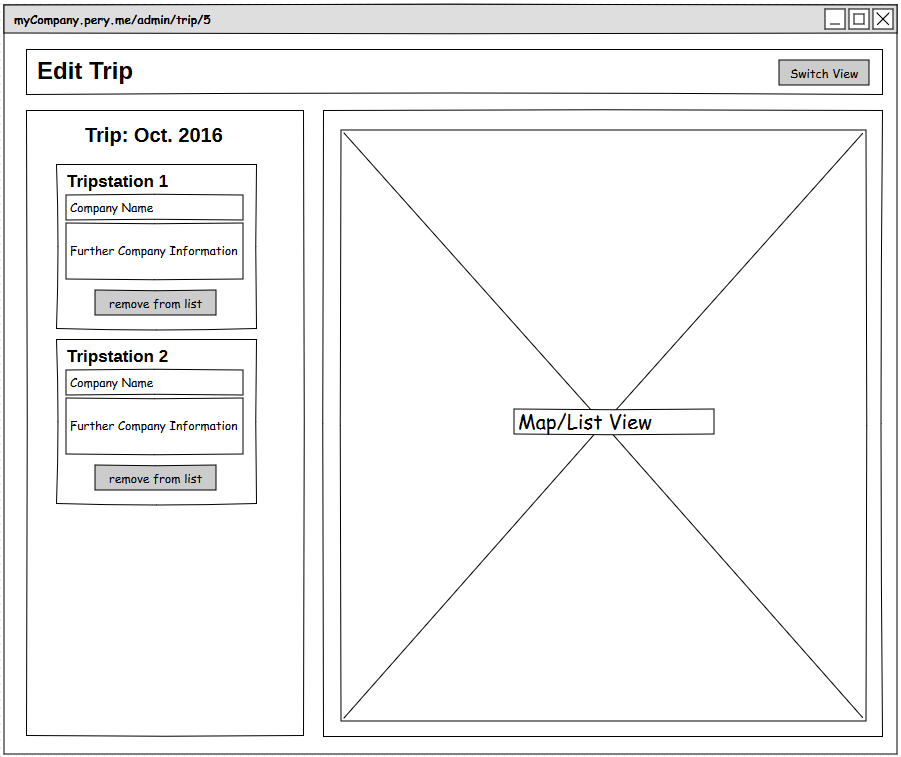 myCompany.pery.me/admin/trip/5
Edit Trip
Switch View
Trip: Oct. 2016
Tripstation 1
Company Name
Further Company Information
remove from list
Tripstation 2
Company Name
Further Company Information
remove from list
Map/List View